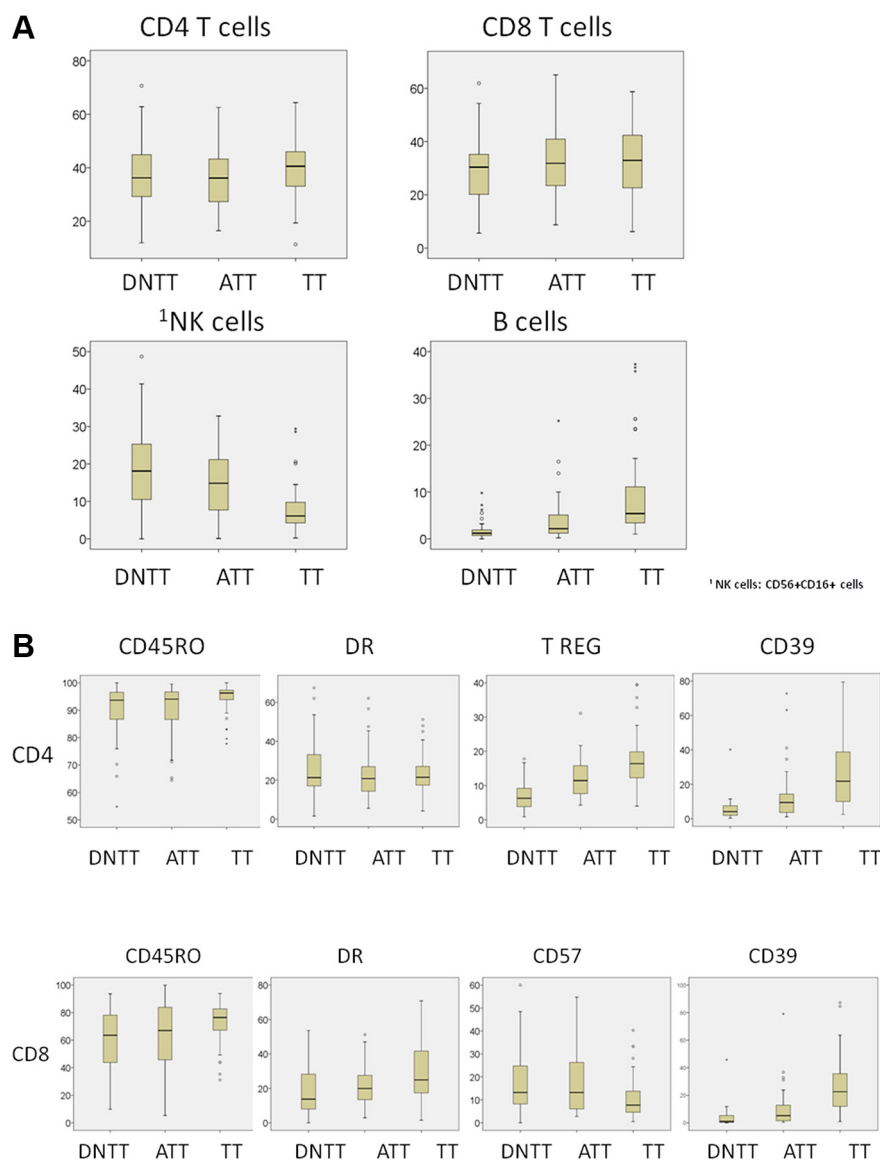 A
CD4 T cells
CD8 T cells
80
60
40
20
60
40
20
0
DNTT ATT TT
DNTT ATT TT
¹NK cells
B cells
50
40
30
20
10
0
40
30
20
10
0
DNTT ATT TT
DNTT ATT TT
¹ NK cells: CD56+CD16+ cells
B
CD45RO DR T REG CD39
CD4
100
90
80
70
60
50
60
40
20
0
40
30
20
10
0
80
60
40
20
0
DNTT ATT TT
DNTT ATT TT
DNTT ATT TT
DNTT ATT TT
CD45RO DR CD57 CD39
CD8
100
80
60
40
20
0
80
60
40
20
0
60
50
40
30
20
10
0
100
80
60
40
20
0
DNTT ATT TT
DNTT ATT TT
DNTT ATT TT
DNTT ATT TT